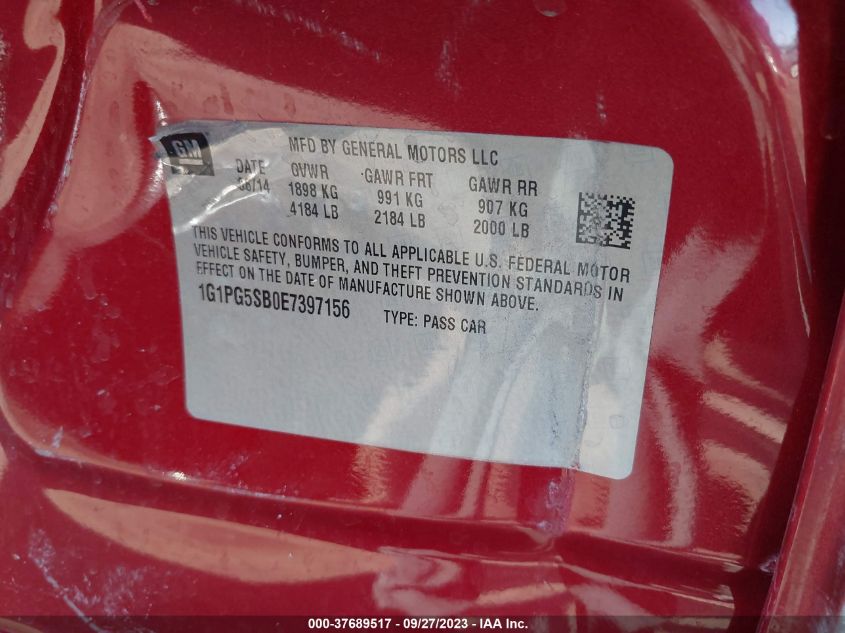 GM
MFD BY GENERAL MOTORS LLC
DATE GVWR GAWR FRT GAWR RR
06/14 1898 KG 991 KG 907 KG
4184 LB 2184 LB 2000 LB
THIS VEHICLE CONFORMS TO ALL APPLICABLE U.S. FEDERAL MOTOR
VEHICLE SAFETY, BUMPER, AND THEFT PREVENTION STANDARDS IN
EFFECT ON THE DATE OF MANUFACTURE SHOWN ABOVE.
1G1PG5SB0E7397156 TYPE: PASS CAR
000-37689517 - 09/27/2023 - IAA Inc.